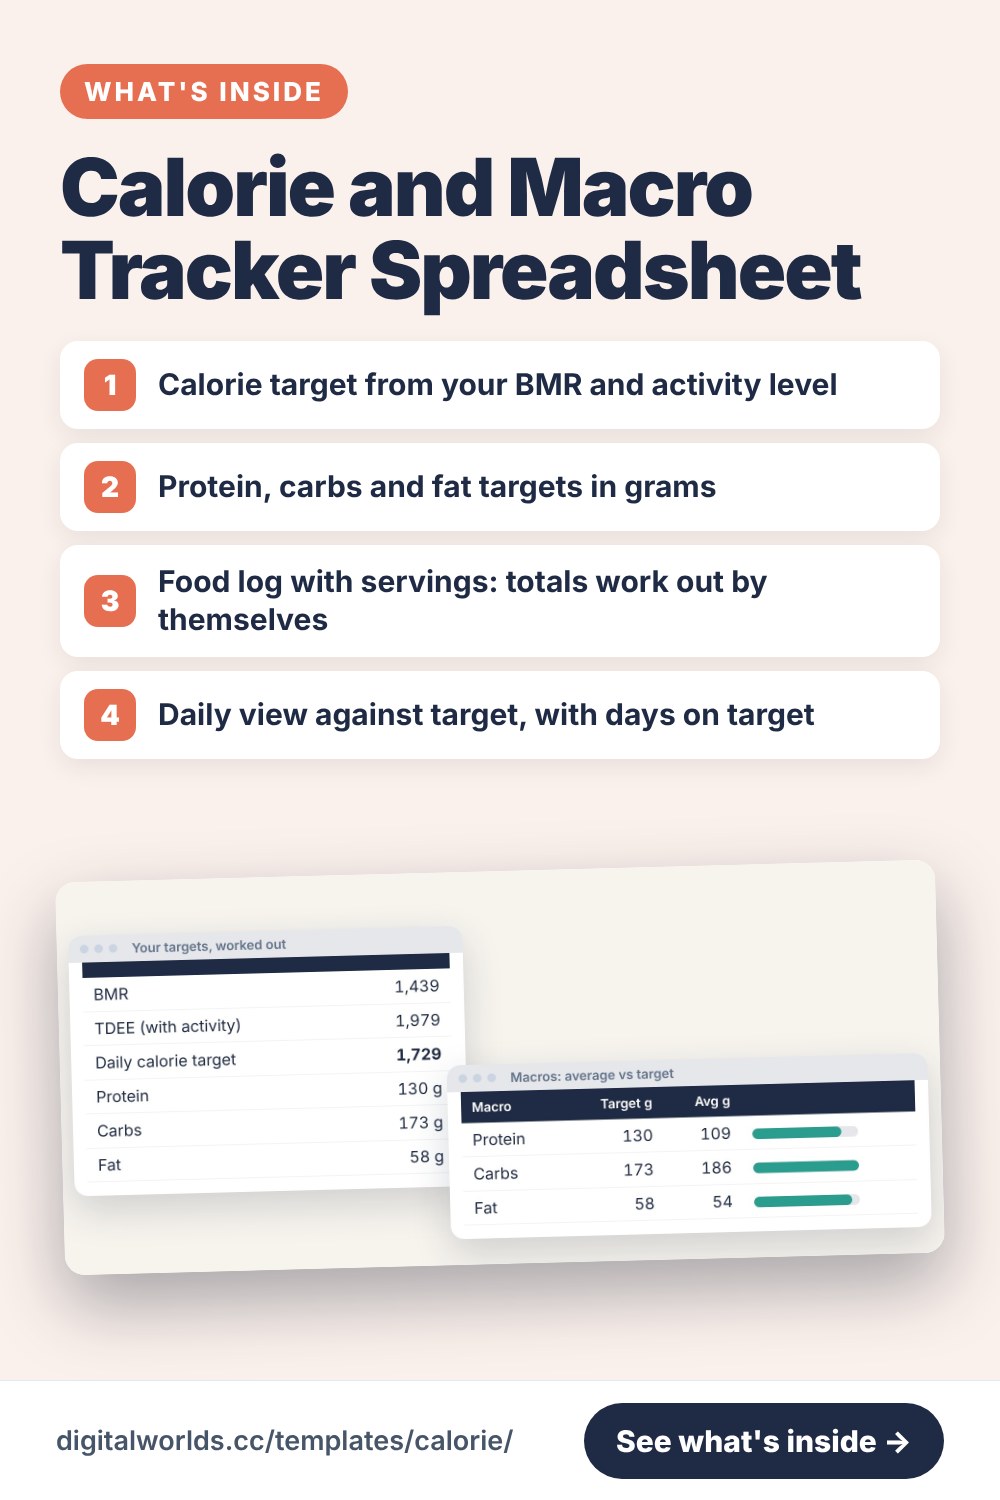 WHAT'S INSIDE
Calorie and Macro
Tracker Spreadsheet
1 Calorie target from your BMR and activity level
2 Protein, carbs and fat targets in grams
3 Food log with servings: totals work out by
themselves
4 Daily view against target, with days on target
Your targets, worked out
BMR 1,439
TDEE (with activity) 1,979
Daily calorie target 1,729
Protein 130 g
Carbs 173 g
Fat 58 g
Macros: average vs target
Macro Target g Avg g
Protein 130 109
Carbs 173 186
Fat 58 54
digitalworlds.cc/templates/calorie/
See what's inside →